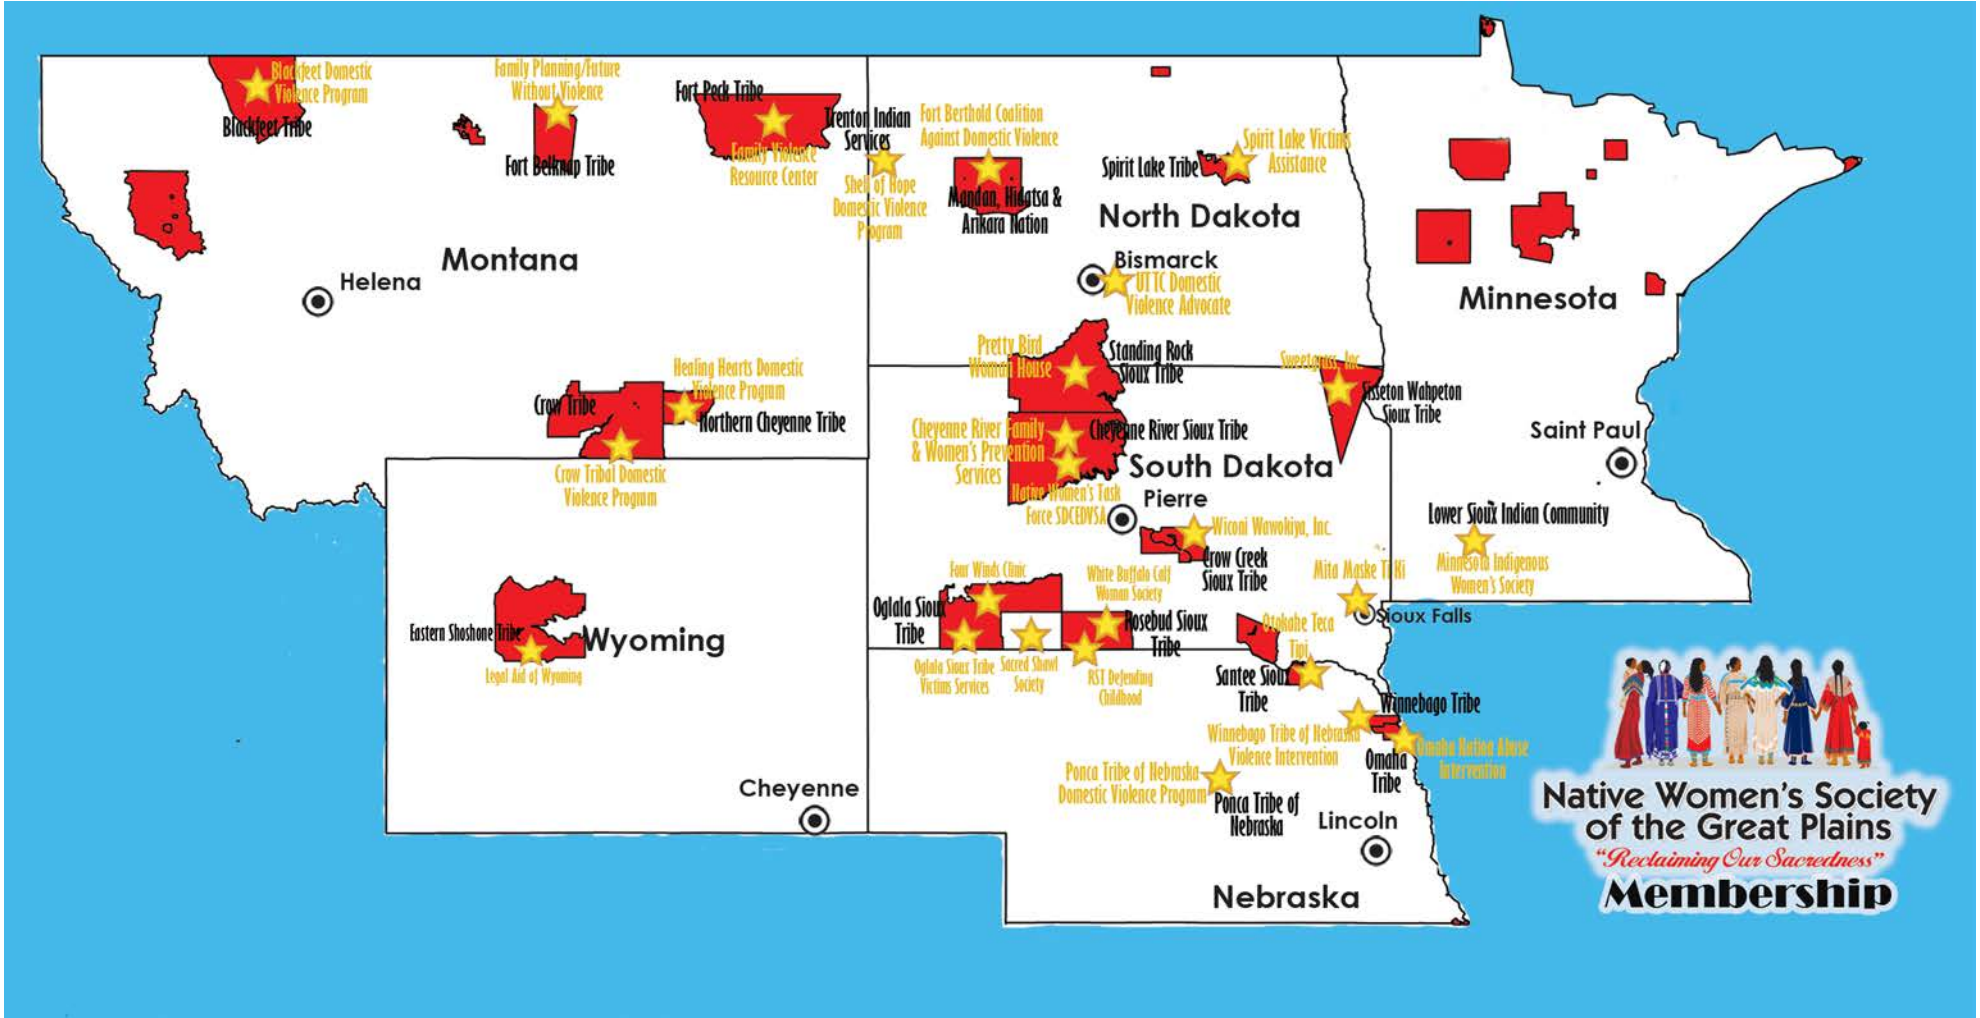 Blackfeet Domestic
Violence Program
Blackfeet Tribe
Family Planning/Future
Without Violence
Fort Belknap Tribe
Fort Peck Tribe
Family Violence
Resource Center
Trenton Indian
Services
Shell of Hope
Domestic Violence
Program
Fort Berthold Coalition
Against Domestic Violence
Mandan, Hidatsa &
Arikara Nation
Spirit Lake Tribe
Spirit Lake Victims
Assistance
North Dakota
Montana
Helena
Bismarck
UTTC Domestic
Violence Advocate
Minnesota
Pretty Bird
Woman House
Standing Rock
Sioux Tribe
Sweetgrass, Inc.
Sisseton Wahpeton
Sioux Tribe
Healing Hearts Domestic
Violence Program
Crow Tribe
Northern Cheyenne Tribe
Crow Tribal Domestic
Violence Program
Cheyenne River Family
& Women's Prevention
Services
Cheyenne River Sioux Tribe
South Dakota
Native Women's Task
Force SDCEDVSA
Pierre
Saint Paul
Wiconi Wawokiya, Inc.
Crow Creek
Sioux Tribe
Lower Sioux Indian Community
Minnesota Indigenous
Women's Society
Mita Maske Ti Ki
Sioux Falls
Four Winds Clinic
White Buffalo Calf
Woman Society
Oglala Sioux
Tribe
Rosebud Sioux
Tribe
Oglala Sioux Tribe
Victims Services
Sacred Shawl
Society
RST Defending
Childhood
Otokahe Teca
Tipi
Santee Sioux
Tribe
Eastern Shoshone Tribe
Wyoming
Legal Aid of Wyoming
Cheyenne
Winnebago Tribe
Winnebago Tribe of Nebraska
Violence Intervention
Omaha Nation Abuse
Intervention
Omaha
Tribe
Ponca Tribe of Nebraska
Domestic Violence Program
Ponca Tribe of
Nebraska
Lincoln
Nebraska
Native Women's Society
of the Great Plains
"Reclaiming Our Sacredness"
Membership